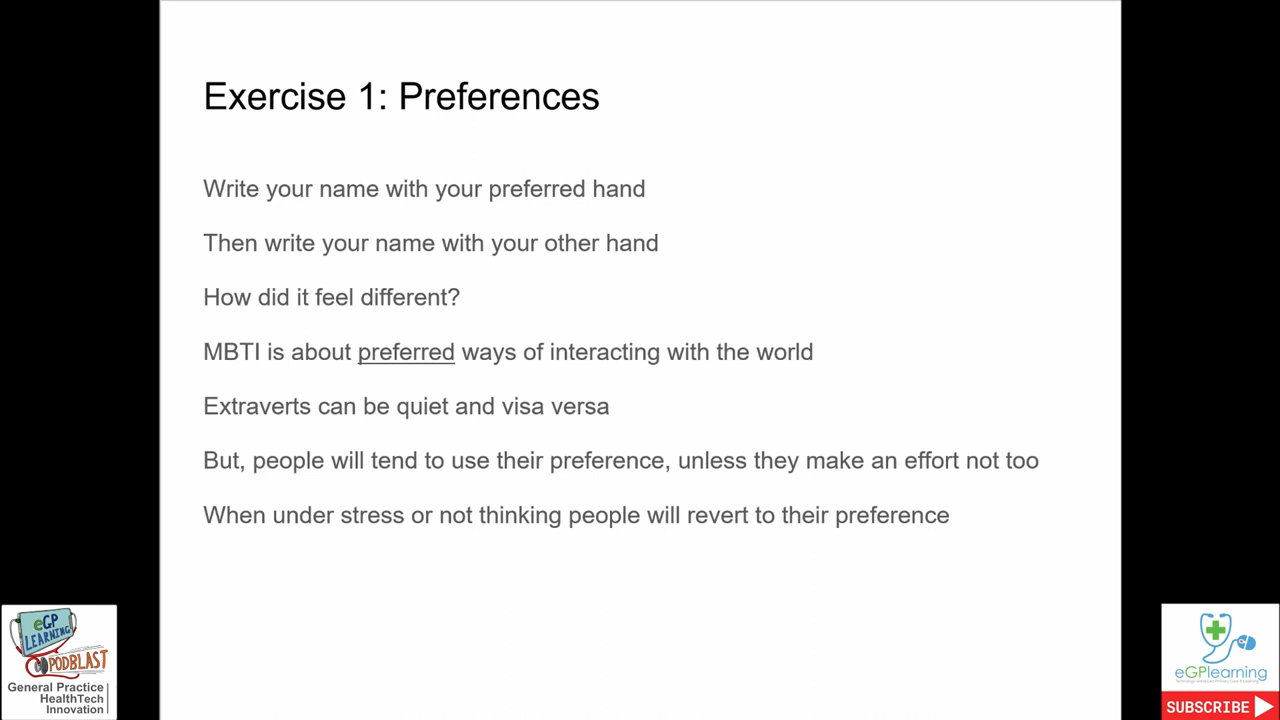 Exercise 1: Preferences
Write your name with your preferred hand
Then write your name with your other hand
How did it feel different?
MBTI is about preferred ways of interacting with the world
Extraverts can be quiet and visa versa
But, people will tend to use their preference, unless they make an effort not too
When under stress or not thinking people will revert to their preference
eGP
LEARNING
PODBLAST
General Practice
HealthTech
Innovation
eGPlearning
SUBSCRIBE